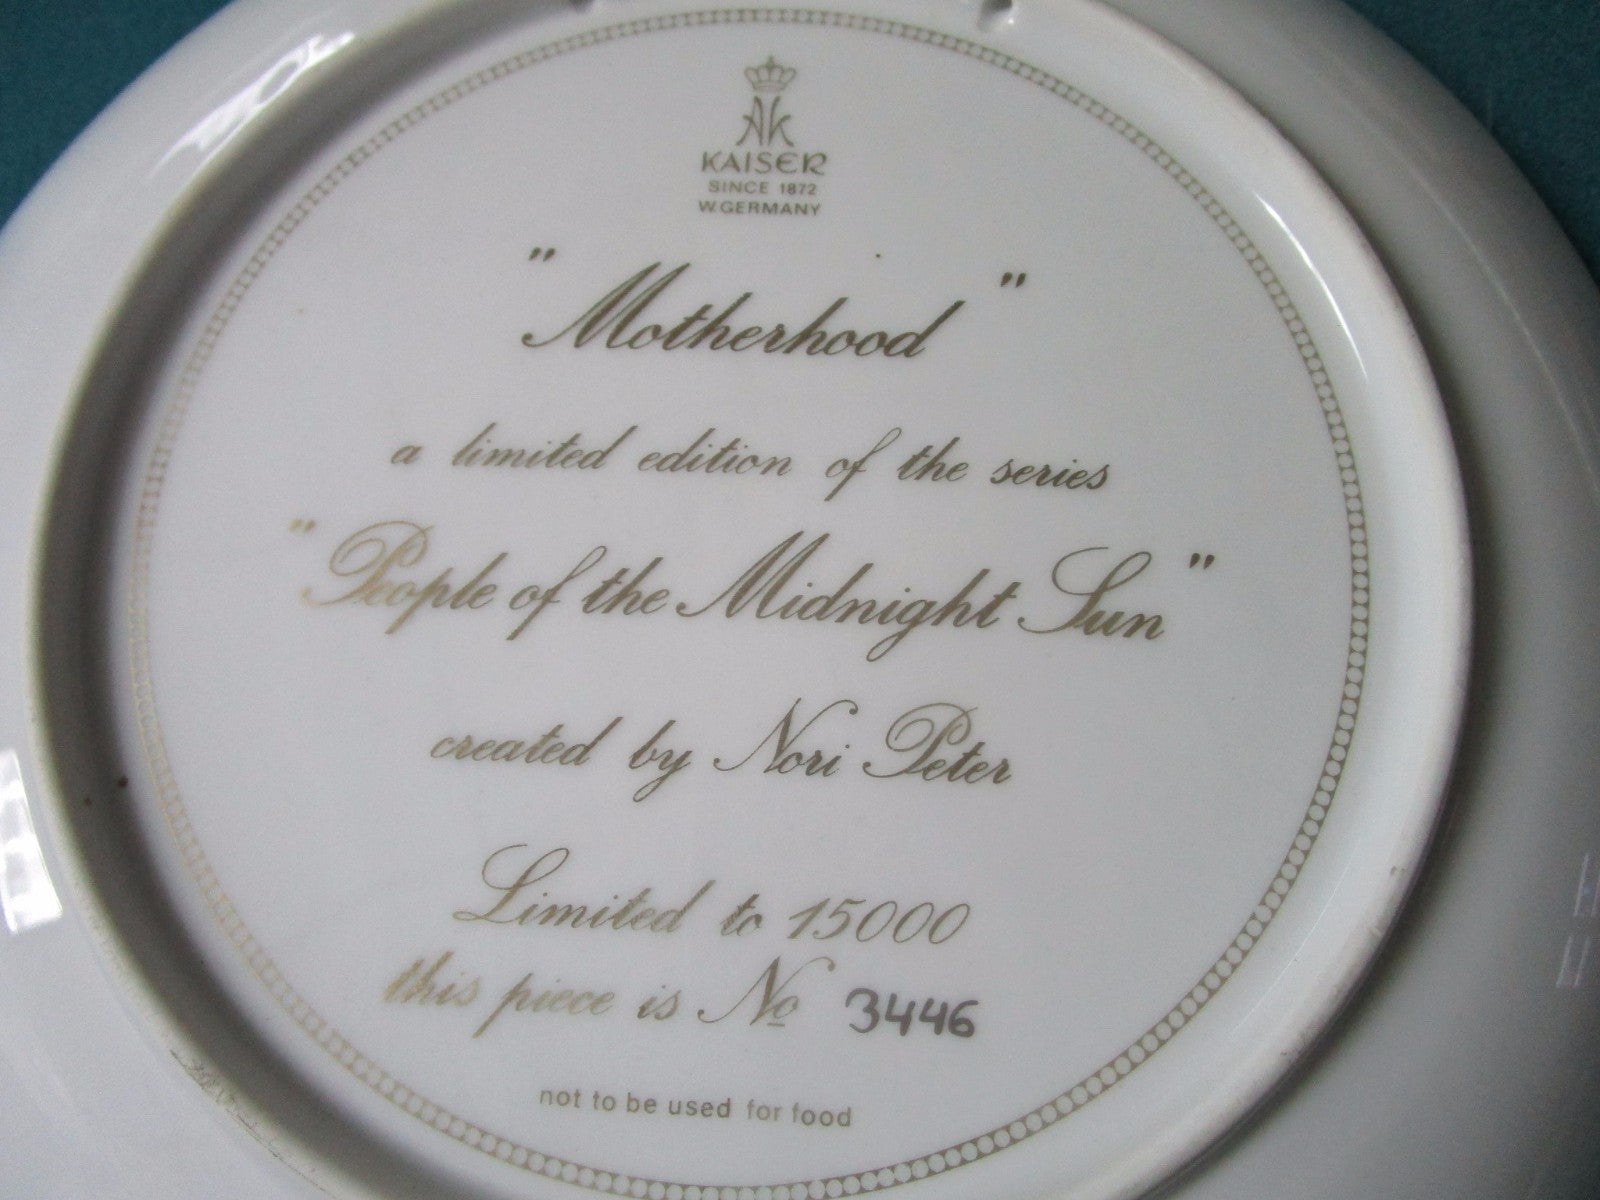 AK
KAISER
SINCE 1872
W.GERMANY
"Motherhood"
a limited edition of the series
"People of the Midnight Sun"
created by Nori Peter
Limited to 15000
this piece is No 3446
not to be used for food